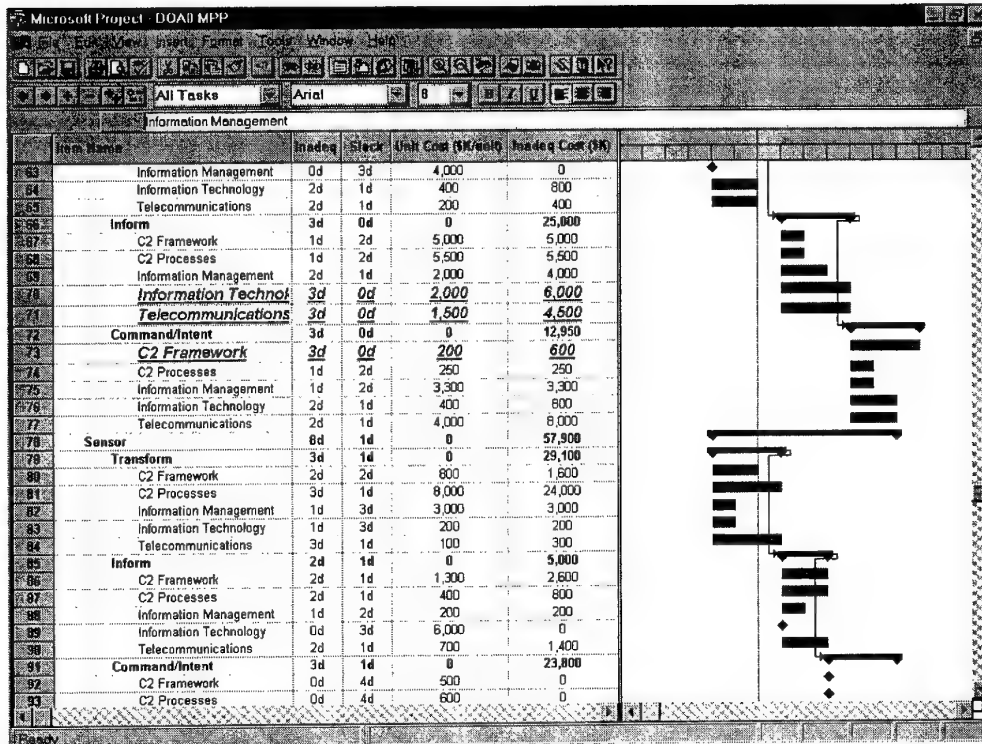 Microsoft Project - DOA0 MPP
File Edit View Insert Format Tools Window Help
All Tasks Arial 8 B I U
Information Management
Item Name Inadeq Slack Unit Cost ($K/unit) Inadeq Cost ($K)
63 Information Management 0d 3d 4,000 0
64 Information Technology 2d 1d 400 800
65 Telecommunications 2d 1d 200 400
66 Inform 3d 0d 0 25,000
67 C2 Framework 1d 2d 5,000 5,000
68 C2 Processes 1d 2d 5,500 5,500
69 Information Management 2d 1d 2,000 4,000
70 Information Technol 3d 0d 2,000 6,000
71 Telecommunications 3d 0d 1,500 4,500
72 Command/Intent 3d 0d 0 12,950
73 C2 Framework 3d 0d 200 600
74 C2 Processes 1d 2d 250 250
75 Information Management 1d 2d 3,300 3,300
76 Information Technology 2d 1d 400 800
77 Telecommunications 2d 1d 4,000 8,000
78 Sensor 8d 1d 0 57,900
79 Transform 3d 1d 0 29,100
80 C2 Framework 2d 2d 800 1,600
81 C2 Processes 3d 1d 8,000 24,000
82 Information Management 1d 3d 3,000 3,000
83 Information Technology 1d 3d 200 200
84 Telecommunications 3d 1d 100 300
85 Inform 2d 1d 0 5,000
86 C2 Framework 2d 1d 1,300 2,600
87 C2 Processes 2d 1d 400 800
88 Information Management 1d 2d 200 200
89 Information Technology 0d 3d 6,000 0
90 Telecommunications 2d 1d 700 1,400
91 Command/Intent 3d 1d 0 23,800
92 C2 Framework 0d 4d 500 0
93 C2 Processes 0d 4d 600 0
Ready